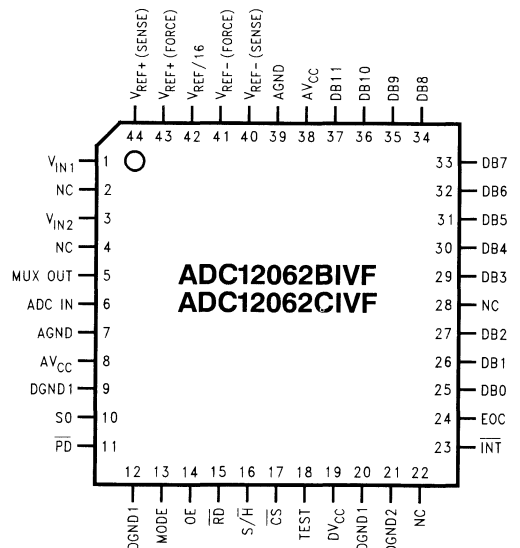 VREF+ (SENSE)
VREF+ (FORCE)
VREF/16
VREF- (FORCE)
VREF- (SENSE)
AGND
AVCC
DB11
DB10
DB9
DB8
44 43 42 41 40 39 38 37 36 35 34
VIN1 1
NC 2
VIN2 3
NC 4
MUX OUT 5
ADC IN 6
AGND 7
AVCC 8
DGND1 9
S0 10
P̅D̅ 11
ADC12062BIVF
ADC12062CIVF
33 DB7
32 DB6
31 DB5
30 DB4
29 DB3
28 NC
27 DB2
26 DB1
25 DB0
24 EOC
23 I̅N̅T̅
12 13 14 15 16 17 18 19 20 21 22
DGND1
MODE
OE
R̅D̅
S̅/H
C̅S̅
TEST
DVCC
DGND1
DGND2
NC